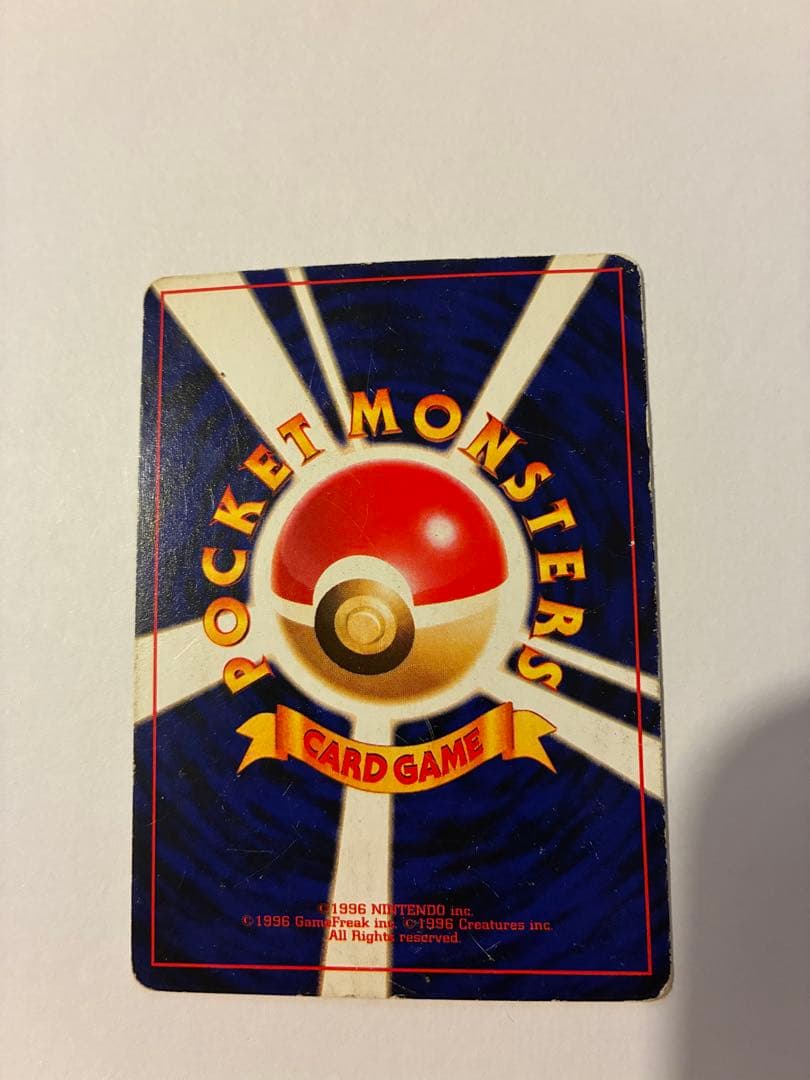 POCKET MONSTERS
CARD GAME
©1996 NINTENDO inc.
©1996 GameFreak inc. ©1996 Creatures inc.
All Rights reserved.